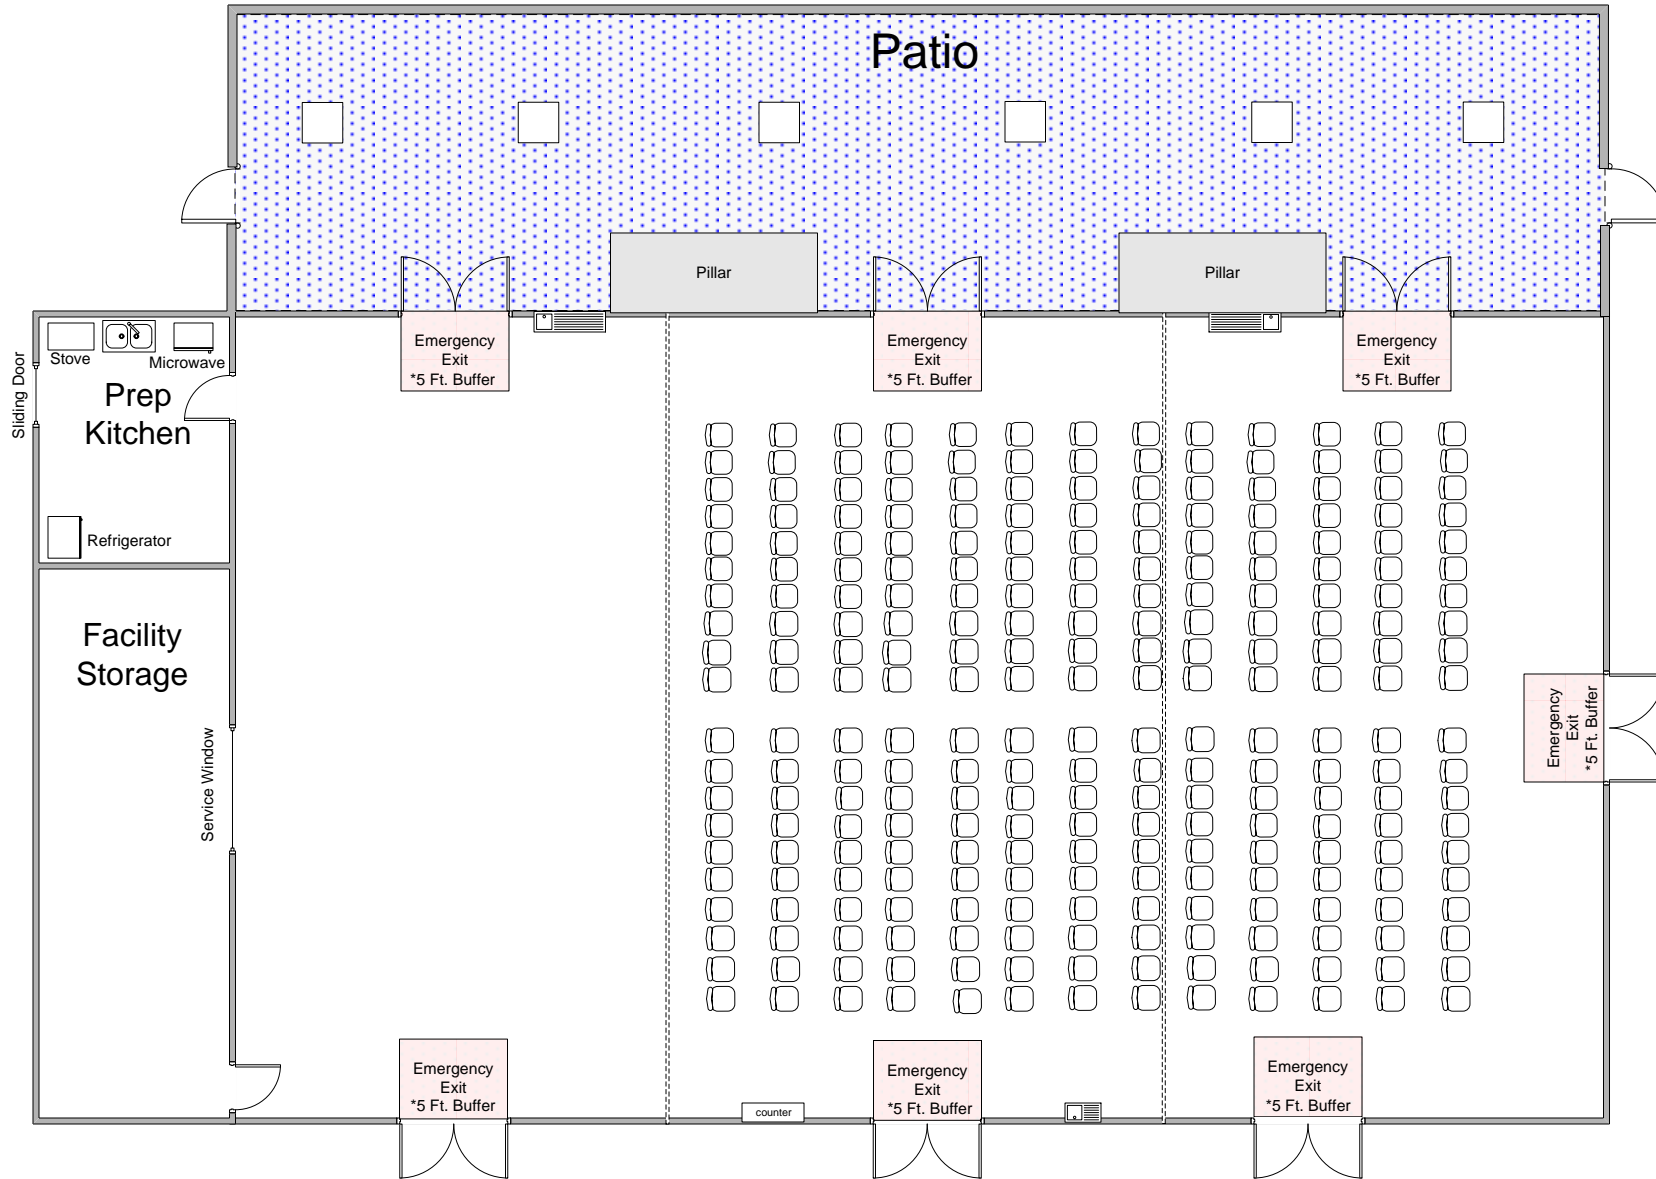 Patio
Pillar
Pillar
Emergency
Exit
*5 Ft. Buffer
Emergency
Exit
*5 Ft. Buffer
Emergency
Exit
*5 Ft. Buffer
Stove
Microwave
Sliding Door
Prep
Kitchen
Refrigerator
Facility
Storage
Service Window
Emergency
Exit
*5 Ft. Buffer
Emergency
Exit
*5 Ft. Buffer
counter
Emergency
Exit
*5 Ft. Buffer
Emergency
Exit
*5 Ft. Buffer